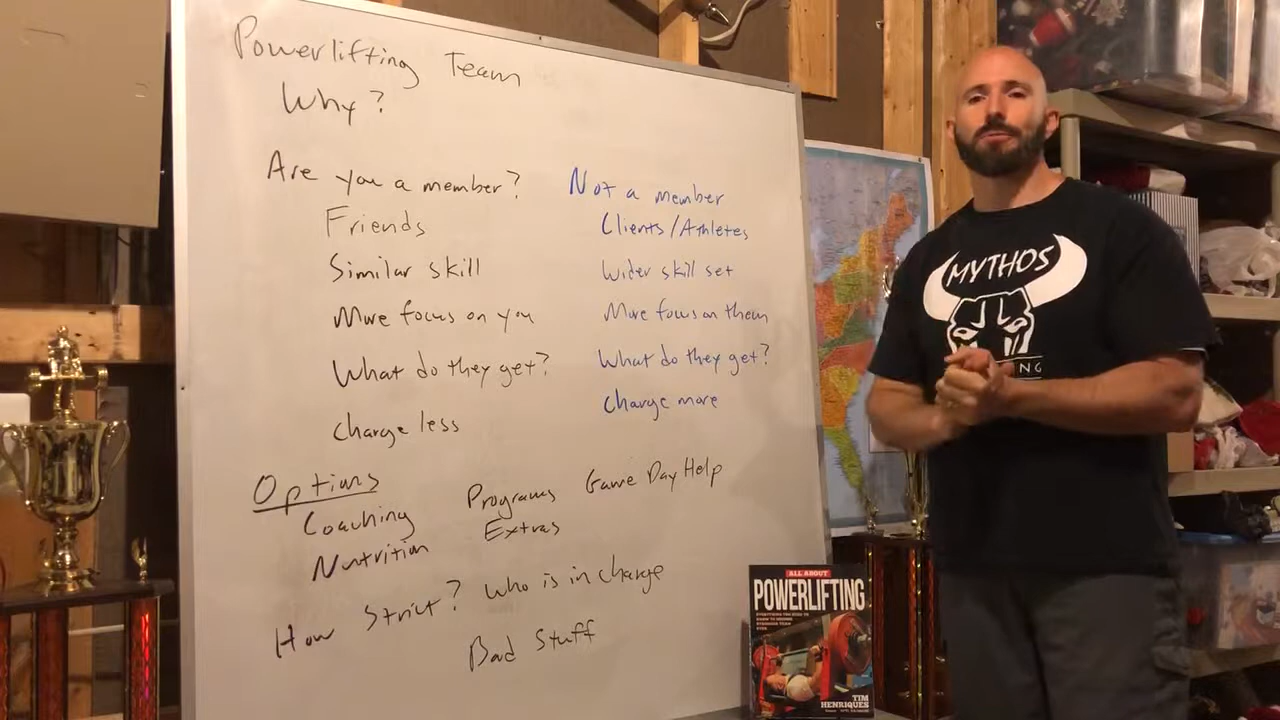 Powerlifting Team
Why?
Are you a member?
Friends
Similar skill
More focus on you
What do they get?
Charge less
Not a member
Clients/Athletes
Wider skill set
More focus on them
What do they get?
Charge more
Options
Coaching
Nutrition
Programs
Extras
Game Day Help
How Strict? Who is in charge
Bad Stuff
MYTHOS
NG
ALL ABOUT
POWERLIFTING
TIM
HENRIQUES